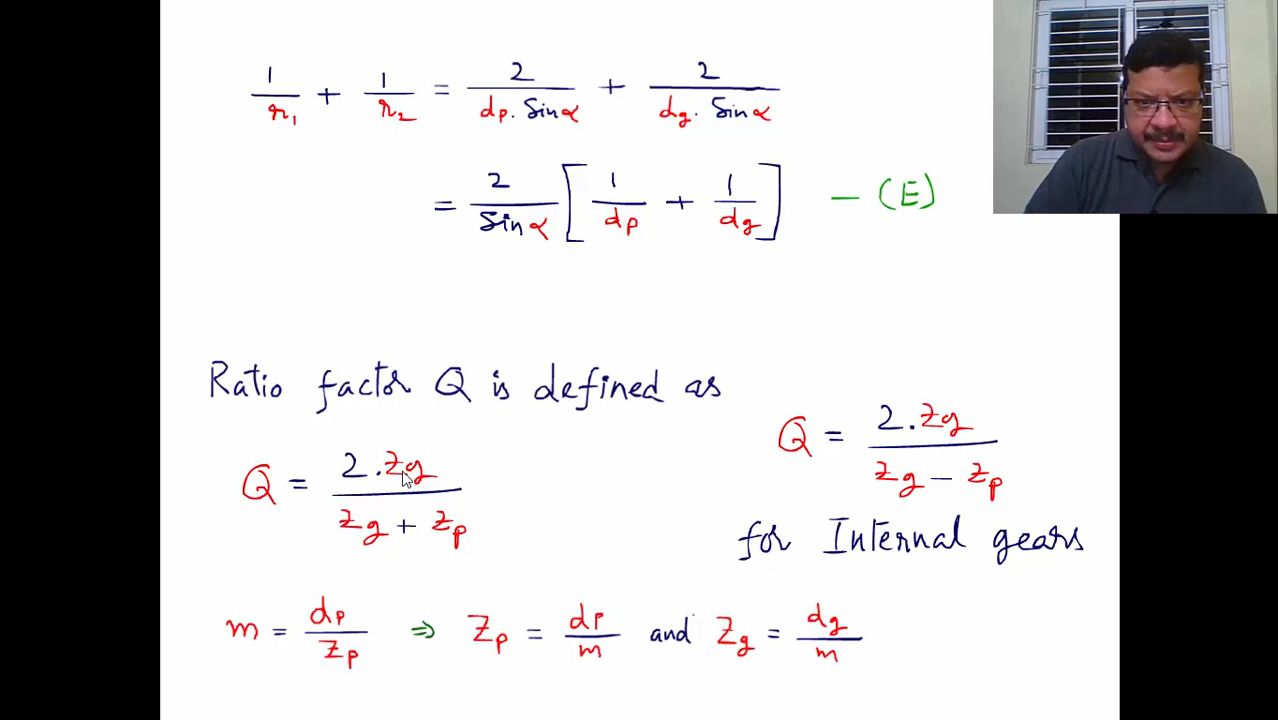 1/r₁ + 1/r₂ = 2/(dp. Sinα) + 2/(dg. Sinα)
= 2/Sinα [1/dp + 1/dg] – (E)
Ratio factor Q is defined as
Q = 2.Zg/(Zg + Zp)
Q = 2.Zg/(Zg – Zp)
for Internal gears
m = dp/Zp ⇒ Zp = dp/m and Zg = dg/m